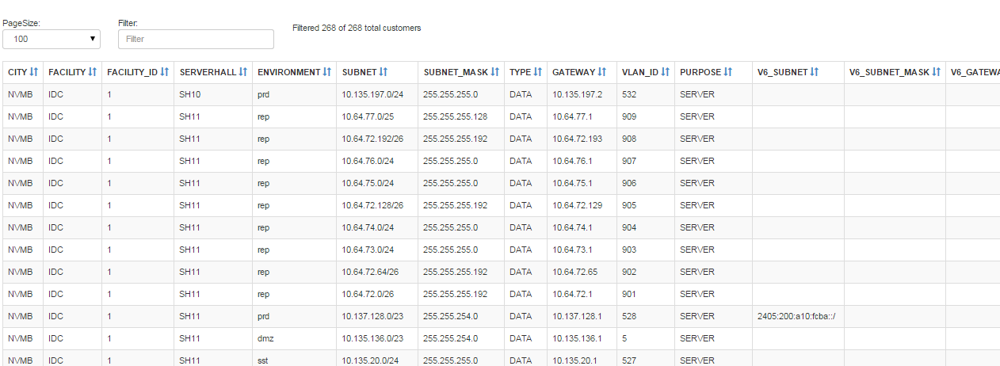 PageSize: Filter:
100 Filter Filtered 268 of 268 total customers
CITY FACILITY FACILITY_ID SERVERHALL ENVIRONMENT SUBNET SUBNET_MASK TYPE GATEWAY VLAN_ID PURPOSE V6_SUBNET V6_SUBNET_MASK V6_GATEWA
NVMB IDC 1 SH10 prd 10.135.197.0/24 255.255.255.0 DATA 10.135.197.2 532 SERVER
NVMB IDC 1 SH11 rep 10.64.77.0/25 255.255.255.128 DATA 10.64.77.1 909 SERVER
NVMB IDC 1 SH11 rep 10.64.72.192/26 255.255.255.192 DATA 10.64.72.193 908 SERVER
NVMB IDC 1 SH11 rep 10.64.76.0/24 255.255.255.0 DATA 10.64.76.1 907 SERVER
NVMB IDC 1 SH11 rep 10.64.75.0/24 255.255.255.0 DATA 10.64.75.1 906 SERVER
NVMB IDC 1 SH11 rep 10.64.72.128/26 255.255.255.192 DATA 10.64.72.129 905 SERVER
NVMB IDC 1 SH11 rep 10.64.74.0/24 255.255.255.0 DATA 10.64.74.1 904 SERVER
NVMB IDC 1 SH11 rep 10.64.73.0/24 255.255.255.0 DATA 10.64.73.1 903 SERVER
NVMB IDC 1 SH11 rep 10.64.72.64/26 255.255.255.192 DATA 10.64.72.65 902 SERVER
NVMB IDC 1 SH11 rep 10.64.72.0/26 255.255.255.192 DATA 10.64.72.1 901 SERVER
NVMB IDC 1 SH11 prd 10.137.128.0/23 255.255.254.0 DATA 10.137.128.1 528 SERVER 2405:200:a10:fcba::/
NVMB IDC 1 SH11 dmz 10.135.136.0/23 255.255.254.0 DATA 10.135.136.1 5 SERVER
NVMB IDC 1 SH11 sst 10.135.20.0/24 255.255.255.0 DATA 10.135.20.1 527 SERVER